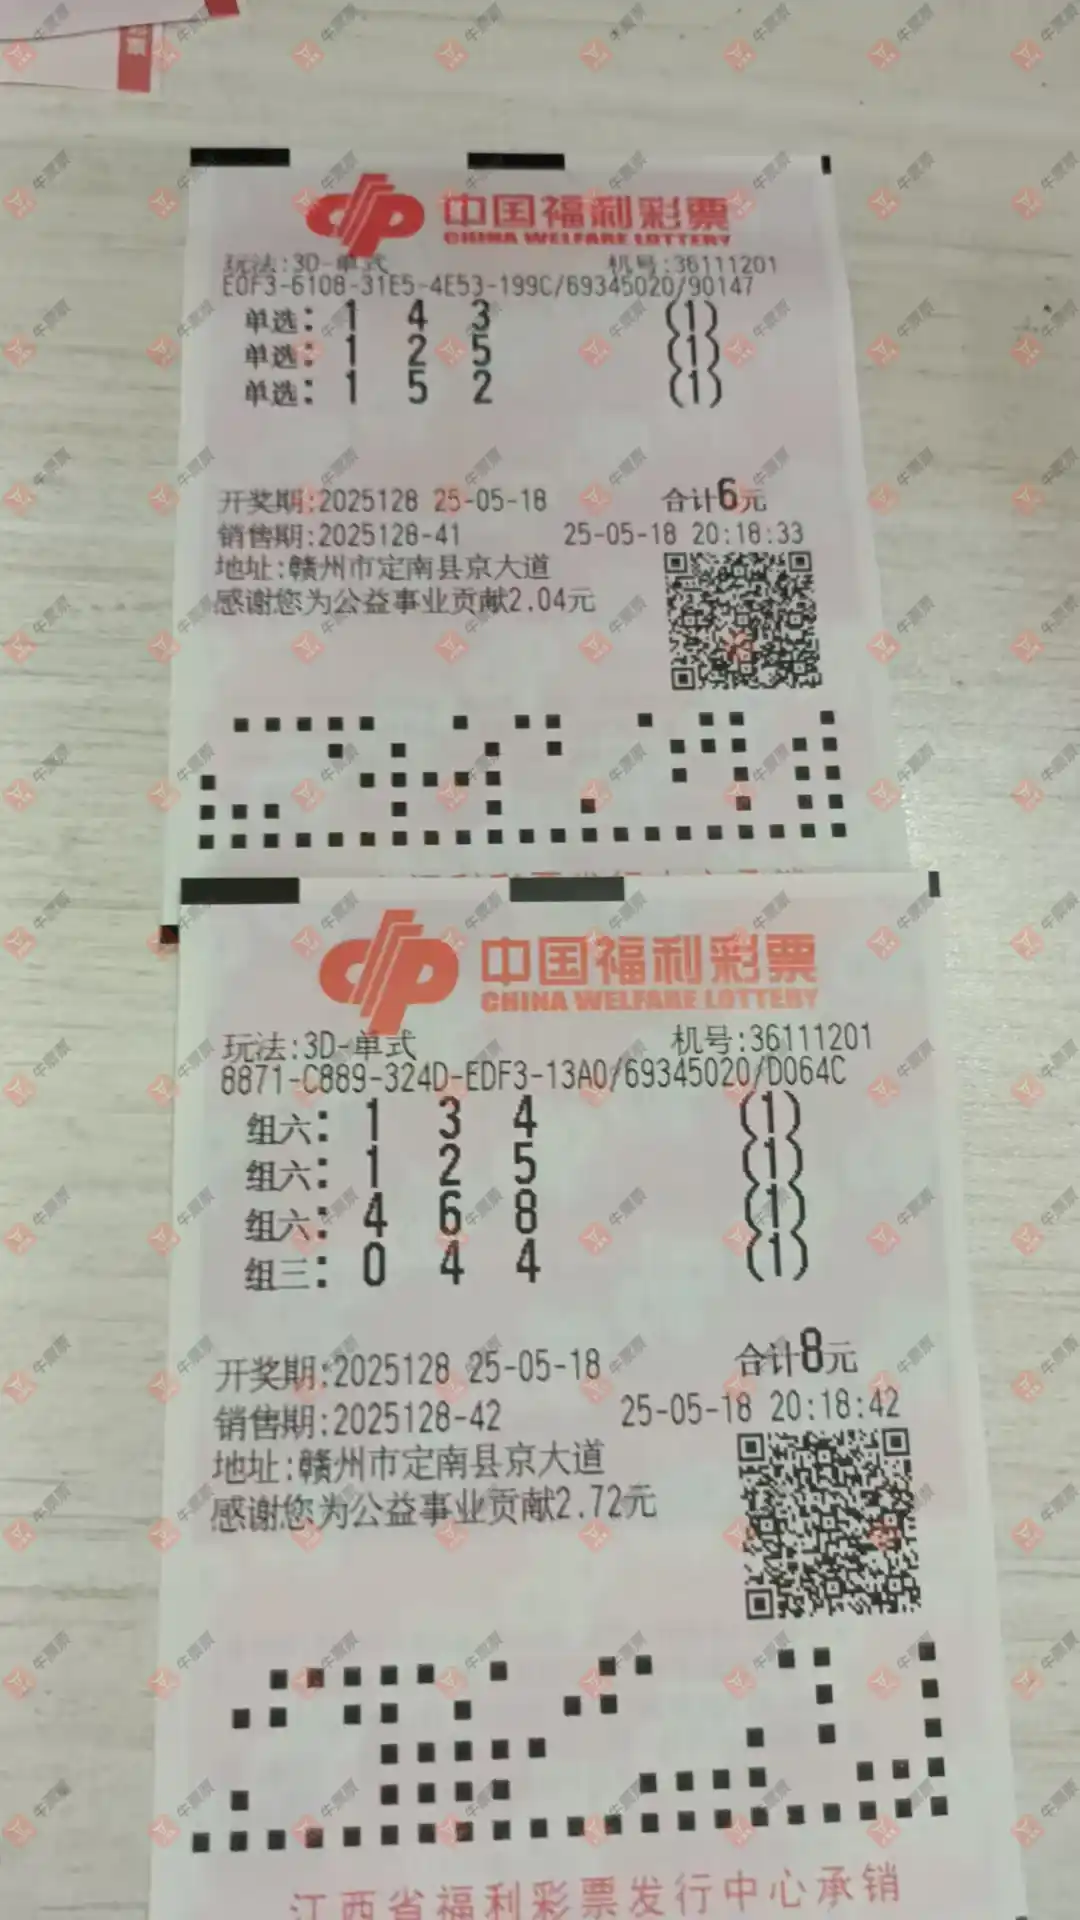 中国福利彩票
CHINA WELFARE LOTTERY
玩法:3D-单式 机号:36111201
E0F3-6108-31E5-4E53-199C/69345020/90147
单选: 1 4 3 (1)
单选: 1 2 5 (1)
单选: 1 5 2 (1)
开奖期:2025128 25-05-18 合计6元
销售期:2025128-41 25-05-18 20:18:33
地址:赣州市定南县京大道
感谢您为公益事业贡献2.04元
中国福利彩票
CHINA WELFARE LOTTERY
玩法:3D-单式 机号:36111201
8871-C889-324D-EDF3-13A0/69345020/D064C
组六: 1 3 4 (1)
组六: 1 2 5 (1)
组六: 4 6 8 (1)
组三: 0 4 4 (1)
开奖期:2025128 25-05-18 合计8元
销售期:2025128-42 25-05-18 20:18:42
地址:赣州市定南县京大道
感谢您为公益事业贡献2.72元
江西省福利彩票发行中心承销
牛票票